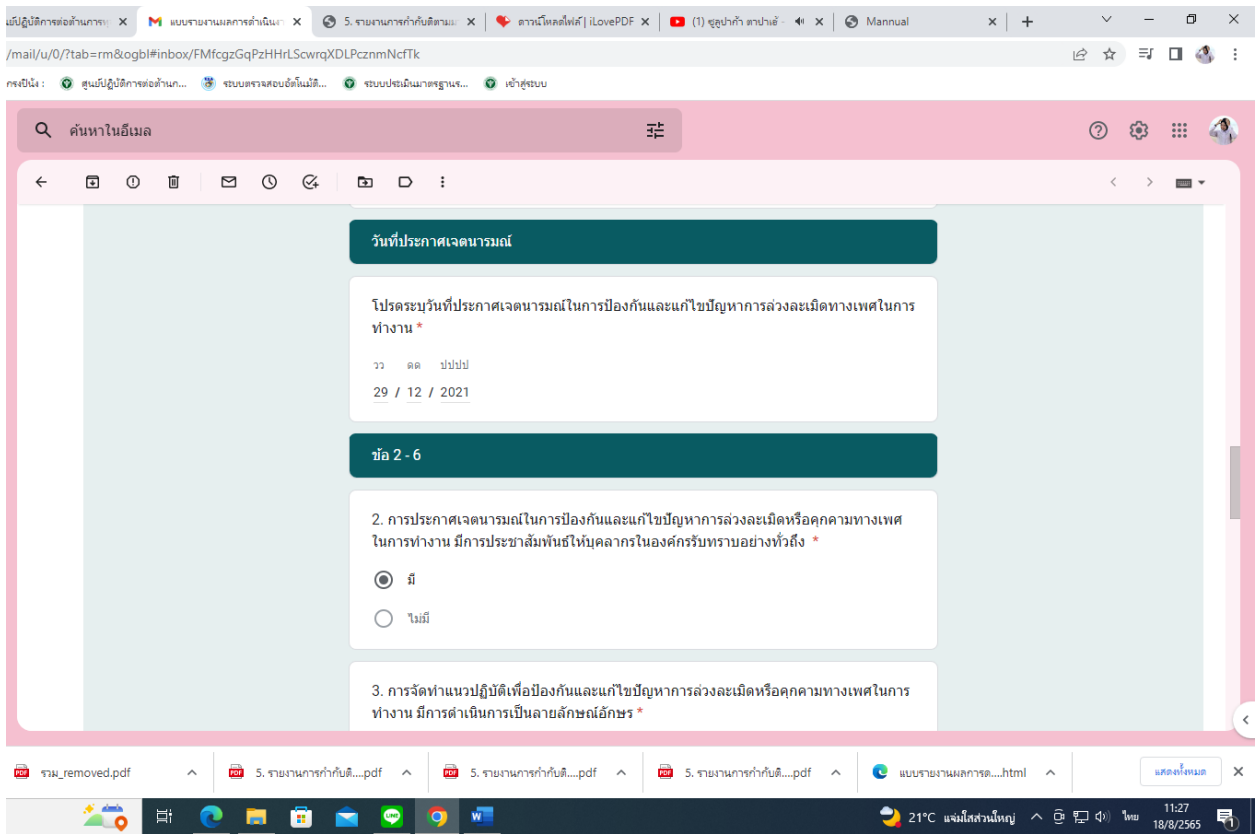 แบบรายงานผลการดำเนินงา
5. รายงานการกำกับติดตามม
ดาวน์โหลดไฟล์ | iLovePDF
Mannual
/mail/u/0/?tab=rm&ogbl#inbox/FMfcgzGqPzHHrLScwrqXDLPcznmNcfTk
ศูนย์ปฏิบัติการต่อต้านก...
ระบบตรวจสอบอัตโนมัติ...
ระบบประเมินมาตรฐานร...
เข้าสู่ระบบ
ค้นหาในอีเมล
วันที่ประกาศเจตนารมณ์
โปรดระบุวันที่ประกาศเจตนารมณ์ในการป้องกันและแก้ไขปัญหาการล่วงละเมิดทางเพศในการ
ทำงาน *
วว ดด ปปปป
29 / 12 / 2021
ข้อ 2 - 6
2. การประกาศเจตนารมณ์ในการป้องกันและแก้ไขปัญหาการล่วงละเมิดหรือคุกคามทางเพศ
ในการทำงาน มีการประชาสัมพันธ์ให้บุคลากรในองค์กรรับทราบอย่างทั่วถึง *
มี
ไม่มี
3. การจัดทำแนวปฏิบัติเพื่อป้องกันและแก้ไขปัญหาการล่วงละเมิดหรือคุกคามทางเพศในการ
ทำงาน มีการดำเนินการเป็นลายลักษณ์อักษร *
รวม_removed.pdf
5. รายงานการกำกับติ....pdf
5. รายงานการกำกับติ....pdf
5. รายงานการกำกับติ....pdf
แบบรายงานผลการด....html
แสดงทั้งหมด
21°C แจ่มใสส่วนใหญ่
ไทย
11:27
18/8/2565